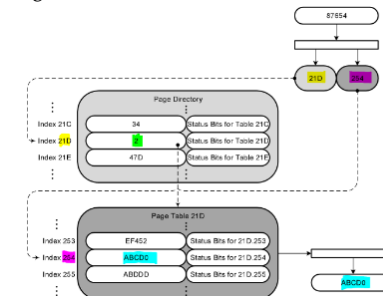 87654
21D
254
Page Directory
Index 21C
34
Status Bits for Table 21C
Index 21D
2
Status Bits for Table 21D
Index 21E
47D
Status Bits for Table 21E
Page Table 21D
Index 253
EF452
Status Bits for 21D:253
Index 254
ABCD0
Status Bits for 21D:254
Index 255
ABDDD
Status Bits for 21D:255
ABCD0